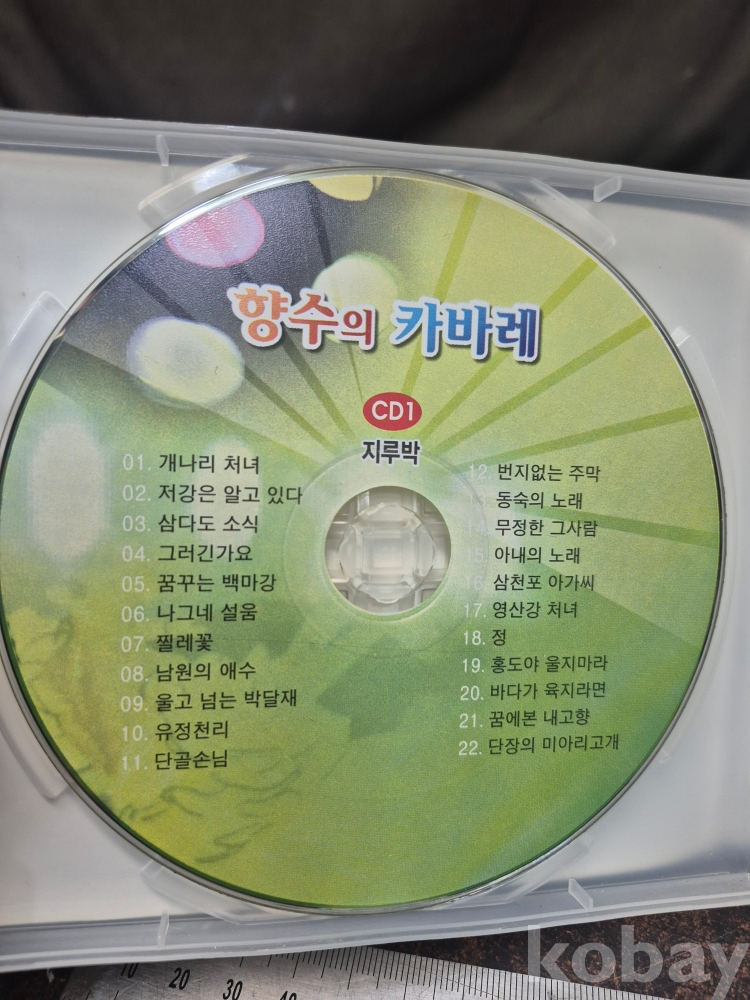 향수의 카바레
CD1
지루박
01. 개나리 처녀
02. 저강은 알고 있다
03. 삼다도 소식
04. 그러긴가요
05. 꿈꾸는 백마강
06. 나그네 설움
07. 찔레꽃
08. 남원의 애수
09. 울고 넘는 박달재
10. 유정천리
11. 단골손님
12. 번지없는 주막
13. 동숙의 노래
14. 무정한 그사람
15. 아내의 노래
16. 삼천포 아가씨
17. 영산강 처녀
18. 정
19. 홍도야 울지마라
20. 바다가 육지라면
21. 꿈에본 내고향
22. 단장의 미아리고개
kobay
10 20 30 40